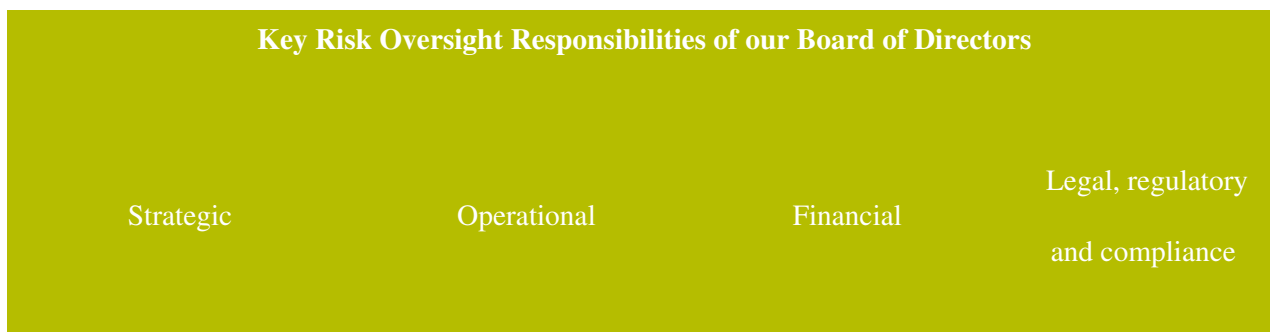 Key Risk Oversight Responsibilities of our Board of Directors
Strategic
Operational
Financial
Legal, regulatory
and compliance